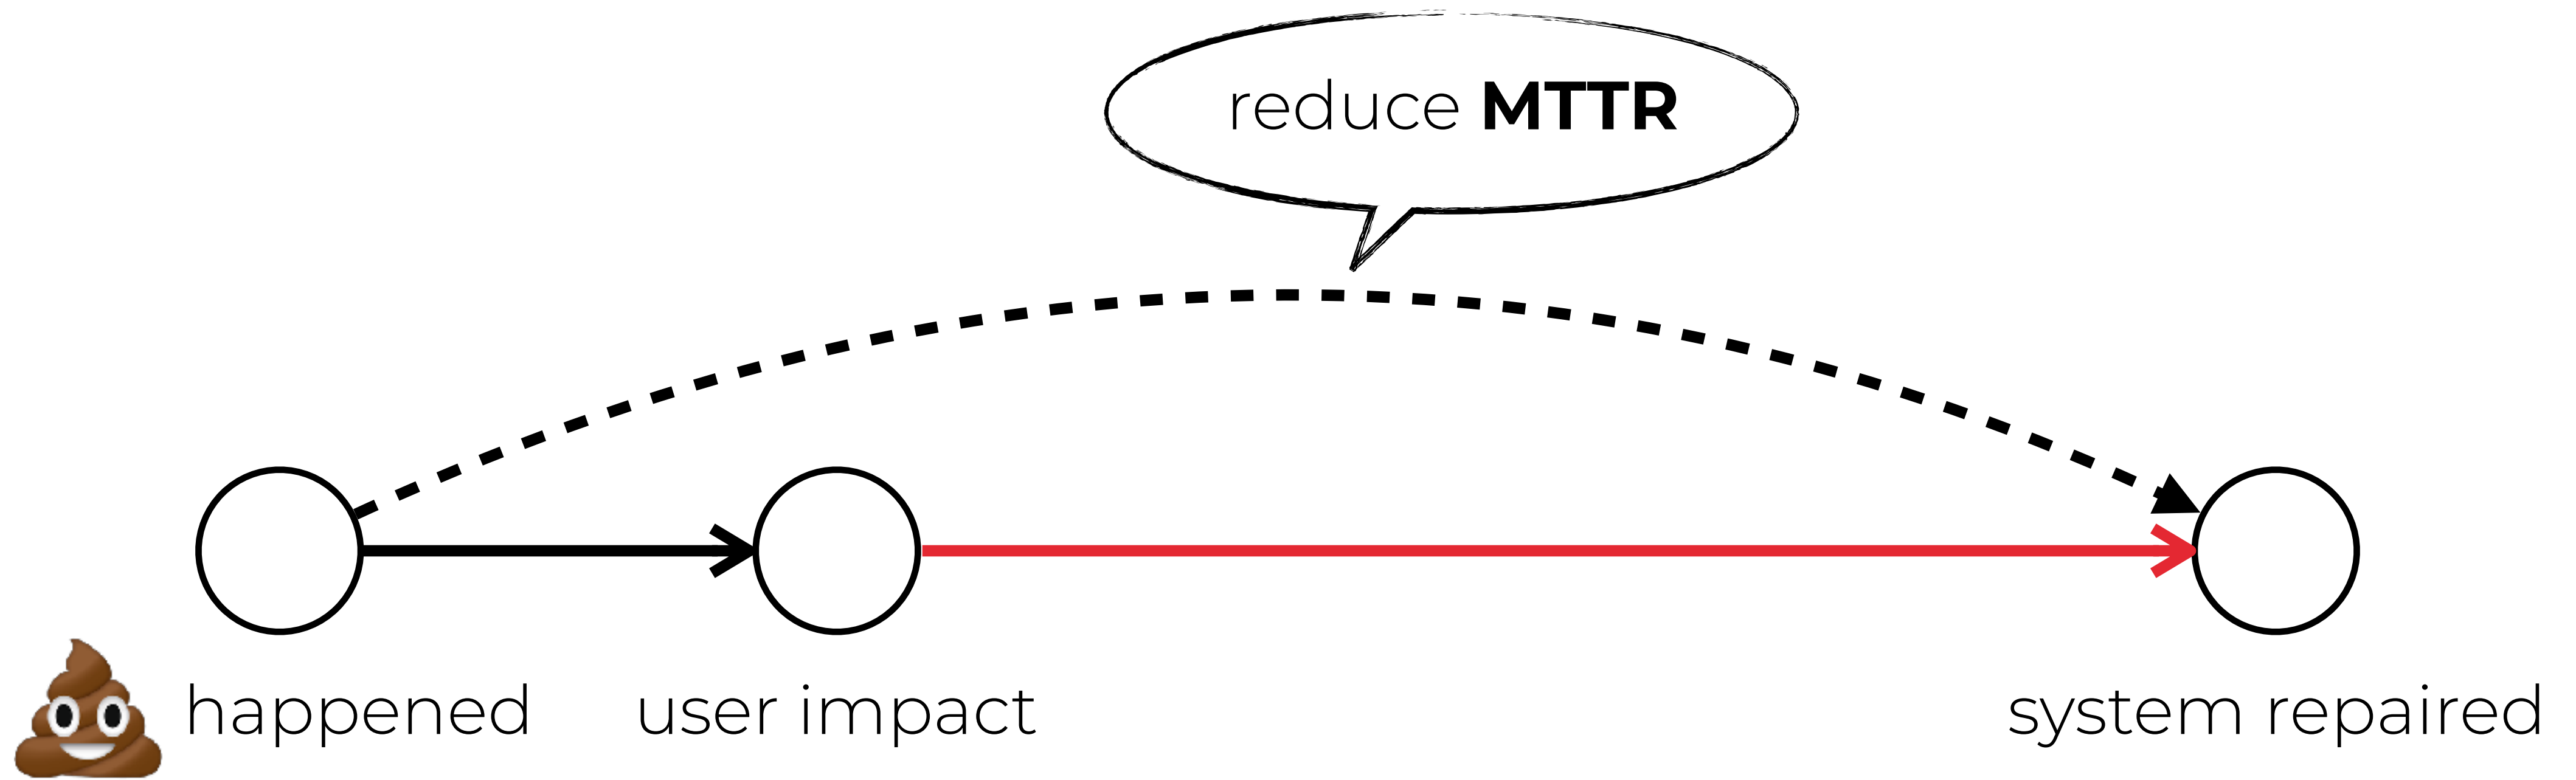 reduce MTTR
happened
user impact
system repaired